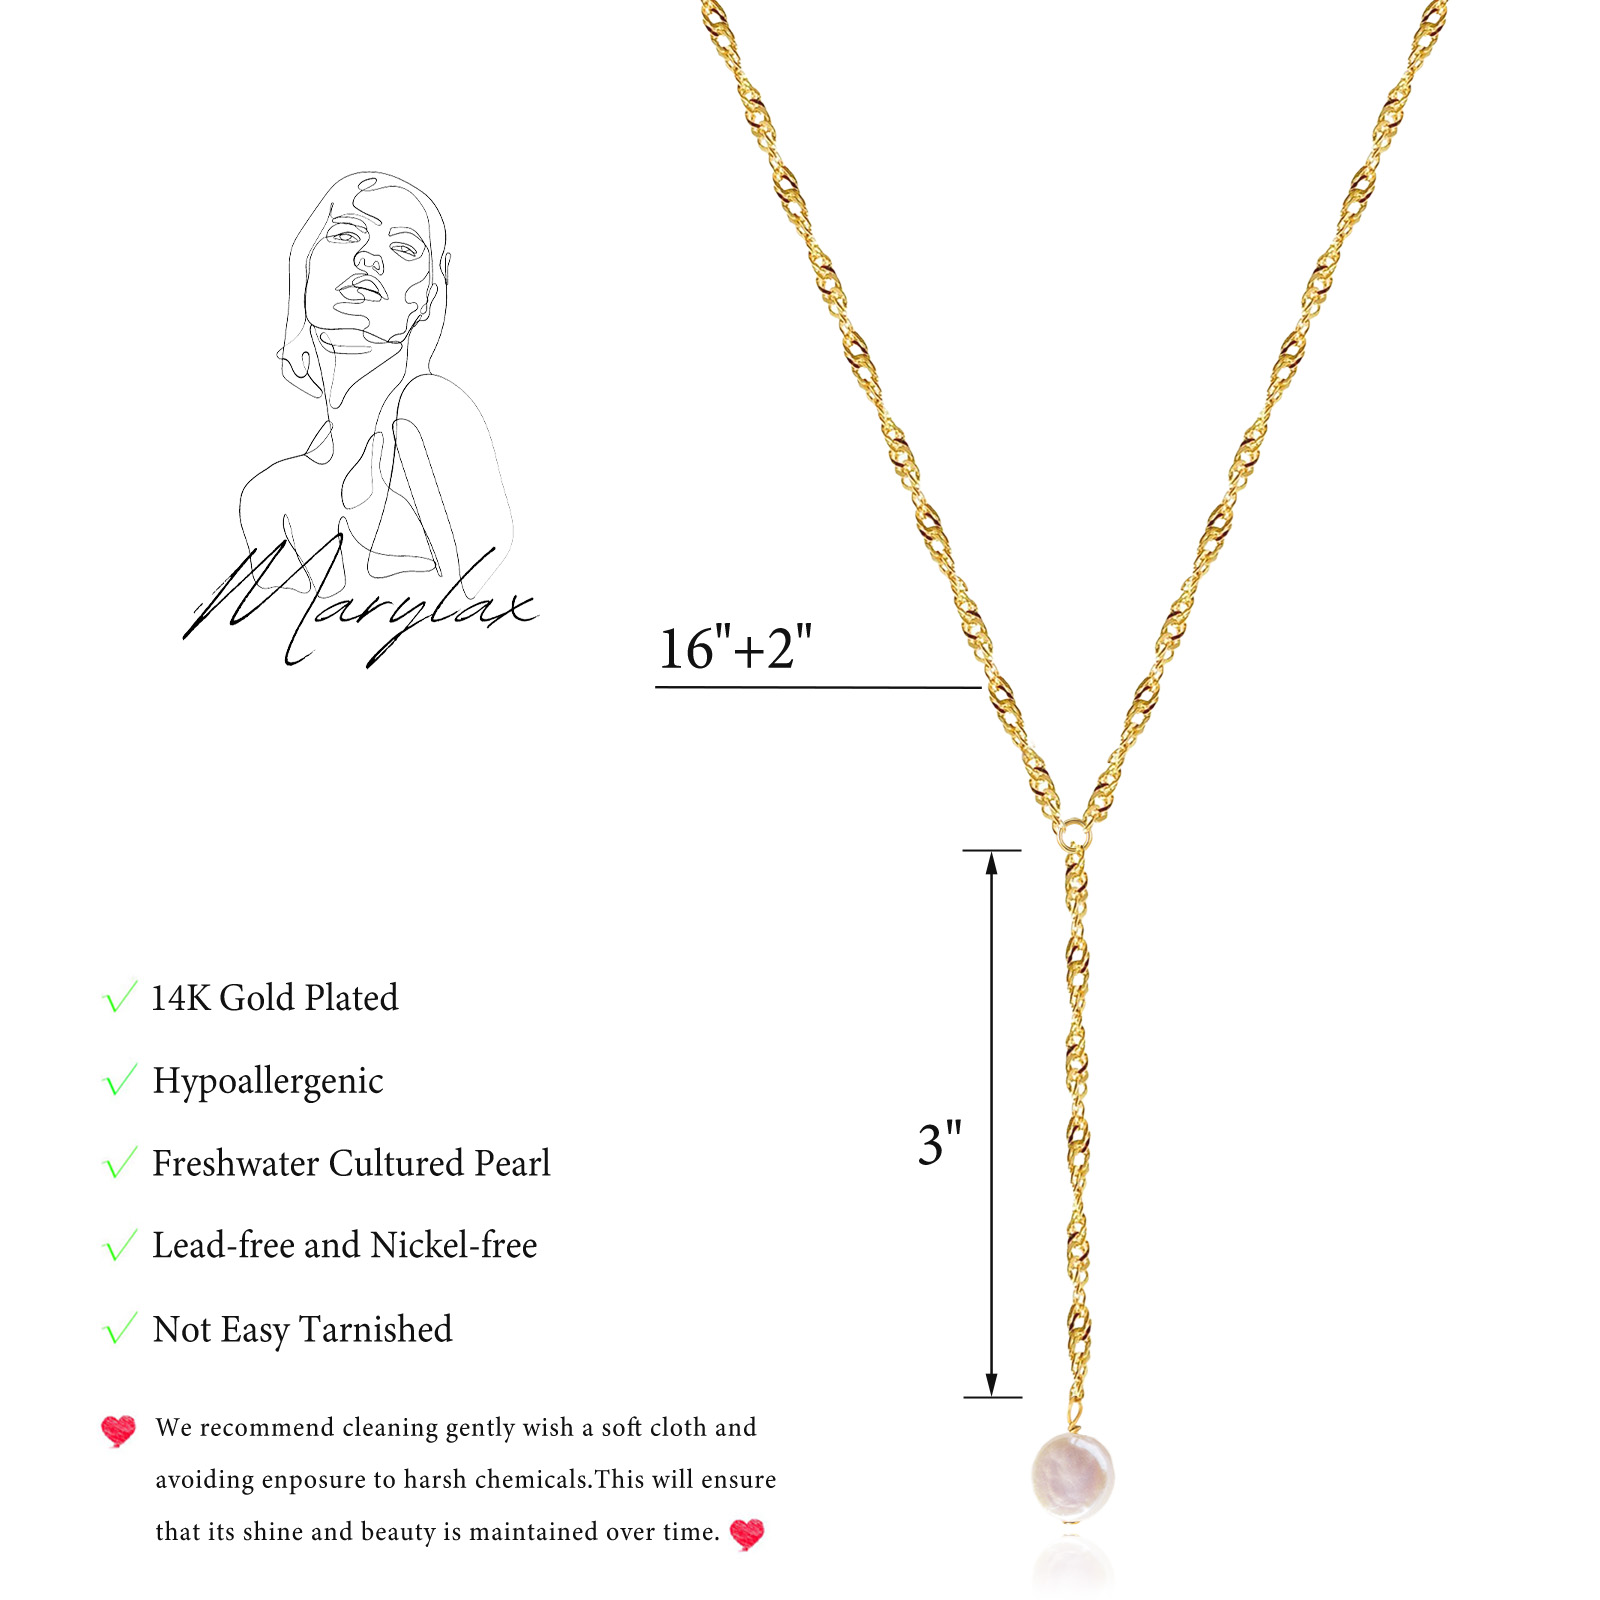 Marylax
16"+2"
3"
14K Gold Plated
Hypoallergenic
Freshwater Cultured Pearl
Lead-free and Nickel-free
Not Easy Tarnished
We recommend cleaning gently wish a soft cloth and
avoiding enposure to harsh chemicals.This will ensure
that its shine and beauty is maintained over time.